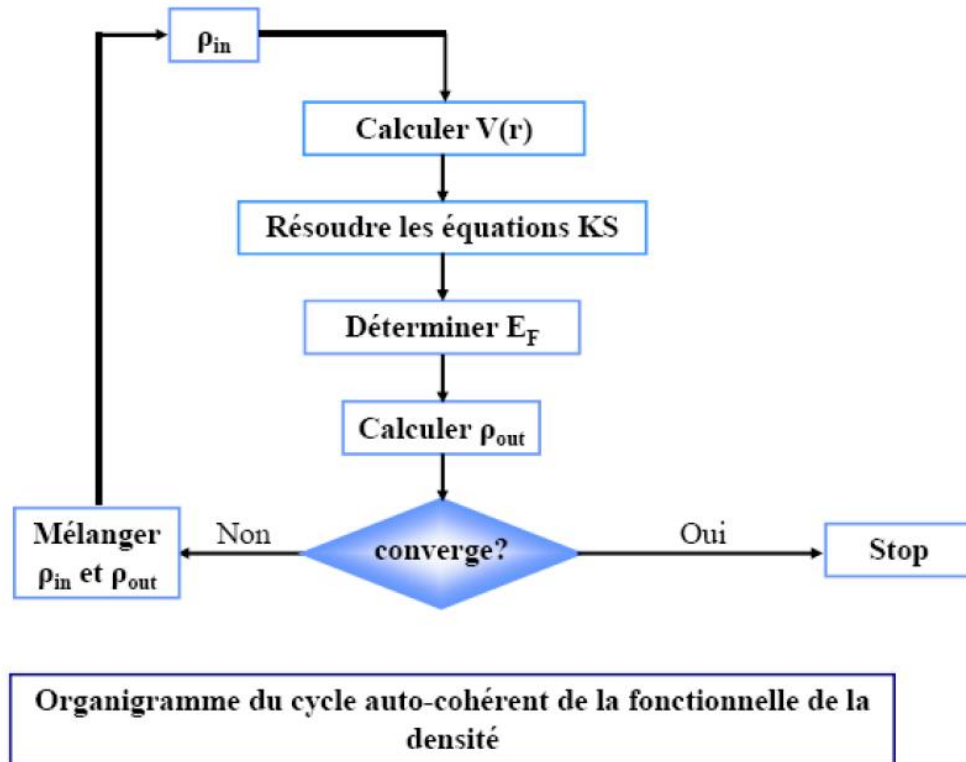 ρin
Calculer V(r)
Résoudre les équations KS
Déterminer EF
Calculer ρout
converge?
Non
Oui
Mélanger
ρin et ρout
Stop
Organigramme du cycle auto-cohérent de la fonctionnelle de la
densité